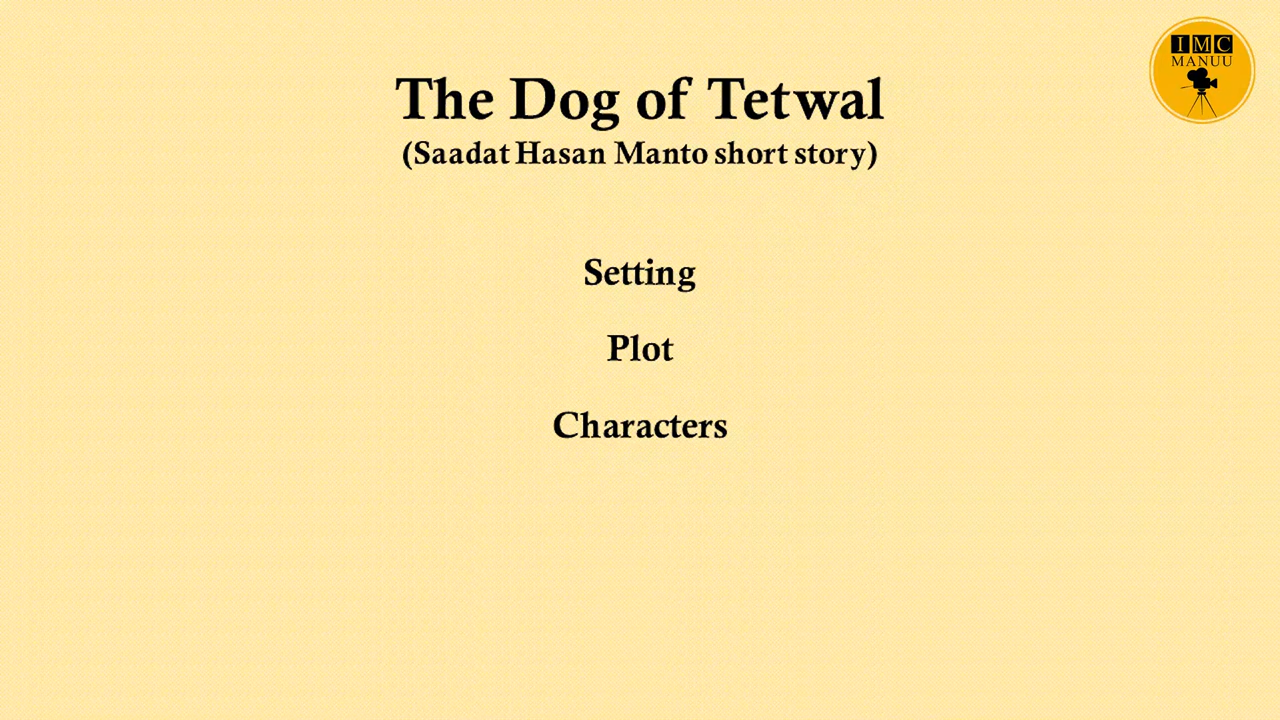 The Dog of Tetwal
(Saadat Hasan Manto short story)
Setting
Plot
Characters
IMC
MANUU